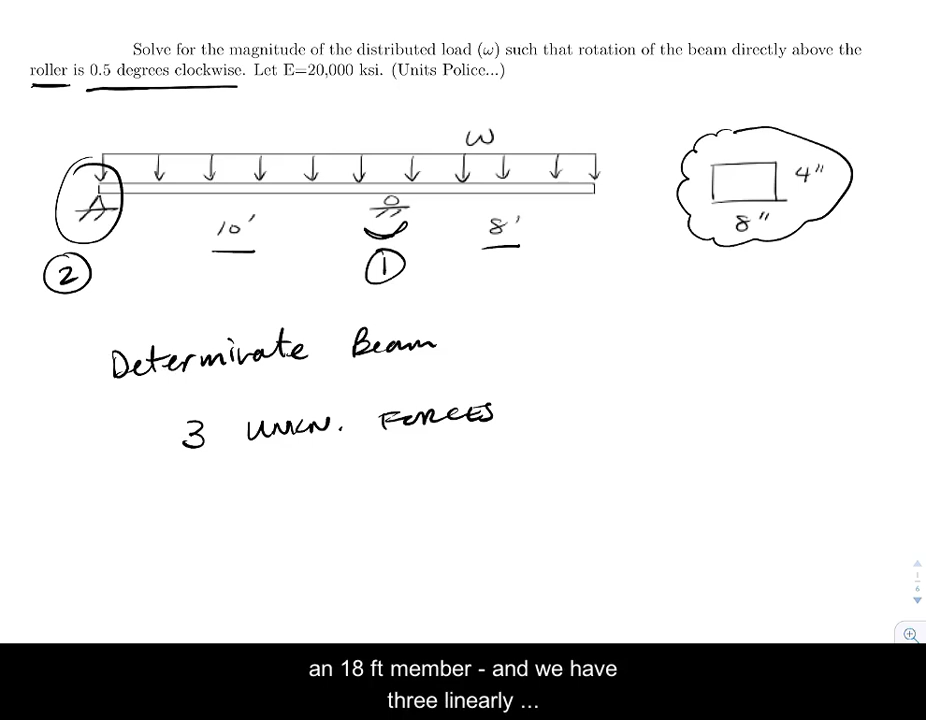 Solve for the magnitude of the distributed load (ω) such that rotation of the beam directly above the
roller is 0.5 degrees clockwise. Let E=20,000 ksi. (Units Police...)
ω
4"
8"
10'
8'
2
1
Determinate Beam
3 UNKN. FORCES
1
6
an 18 ft member - and we have
three linearly ...